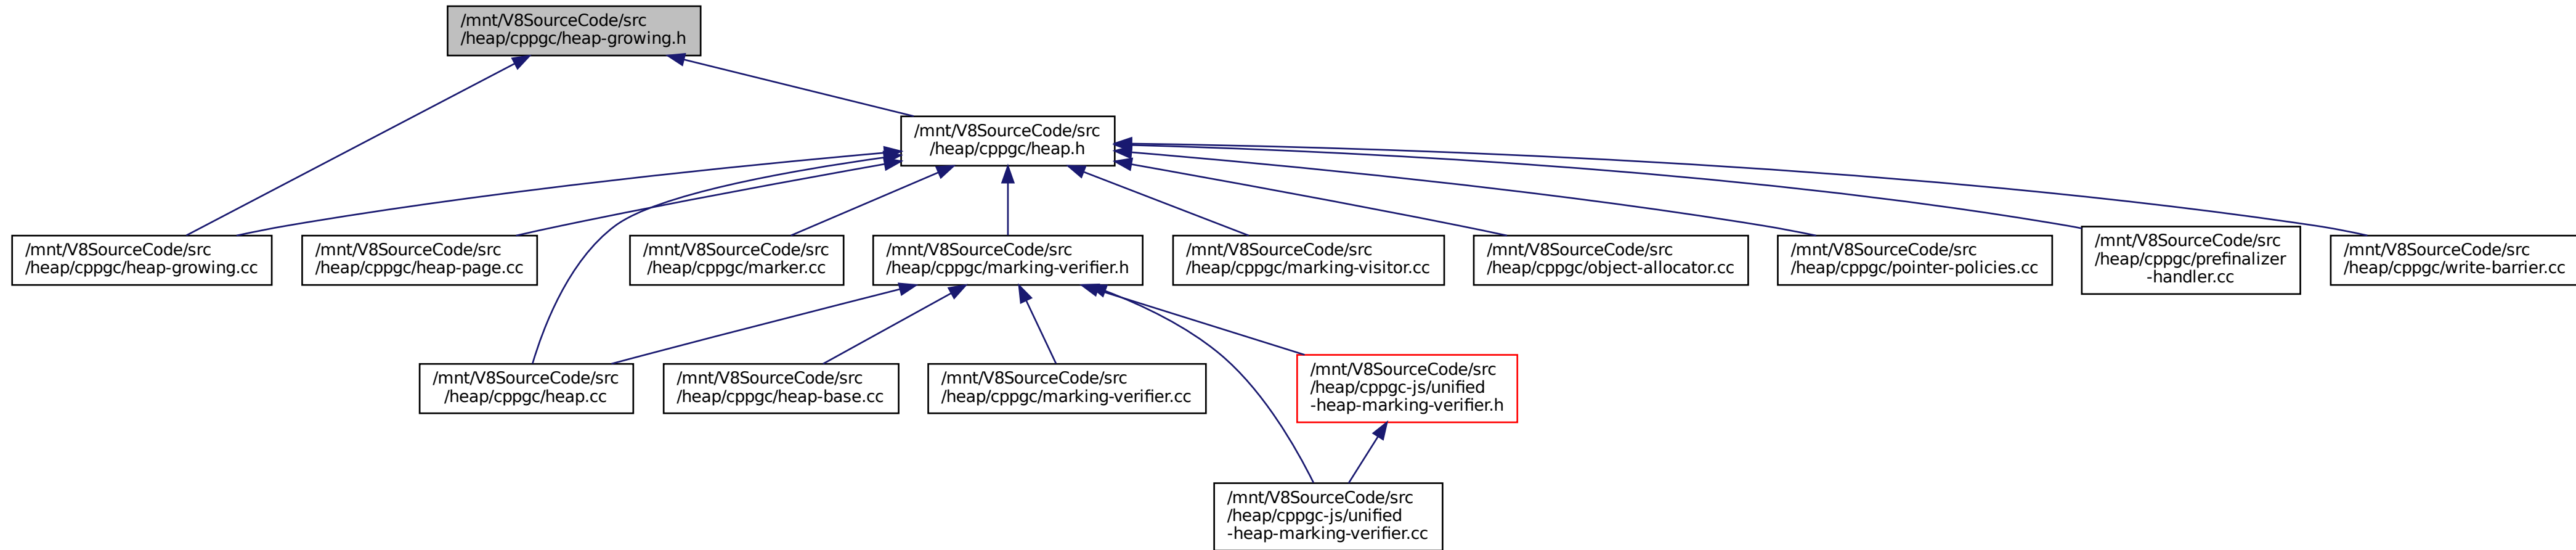 /mnt/V8SourceCode/src
/heap/cppgc/heap-growing.h
/mnt/V8SourceCode/src
/heap/cppgc/heap.h
/mnt/V8SourceCode/src
/heap/cppgc/heap-growing.cc
/mnt/V8SourceCode/src
/heap/cppgc/heap-page.cc
/mnt/V8SourceCode/src
/heap/cppgc/marker.cc
/mnt/V8SourceCode/src
/heap/cppgc/marking-verifier.h
/mnt/V8SourceCode/src
/heap/cppgc/marking-visitor.cc
/mnt/V8SourceCode/src
/heap/cppgc/object-allocator.cc
/mnt/V8SourceCode/src
/heap/cppgc/pointer-policies.cc
/mnt/V8SourceCode/src
/heap/cppgc/prefinalizer
-handler.cc
/mnt/V8SourceCode/src
/heap/cppgc/write-barrier.cc
/mnt/V8SourceCode/src
/heap/cppgc/heap.cc
/mnt/V8SourceCode/src
/heap/cppgc/heap-base.cc
/mnt/V8SourceCode/src
/heap/cppgc/marking-verifier.cc
/mnt/V8SourceCode/src
/heap/cppgc-js/unified
-heap-marking-verifier.h
/mnt/V8SourceCode/src
/heap/cppgc-js/unified
-heap-marking-verifier.cc